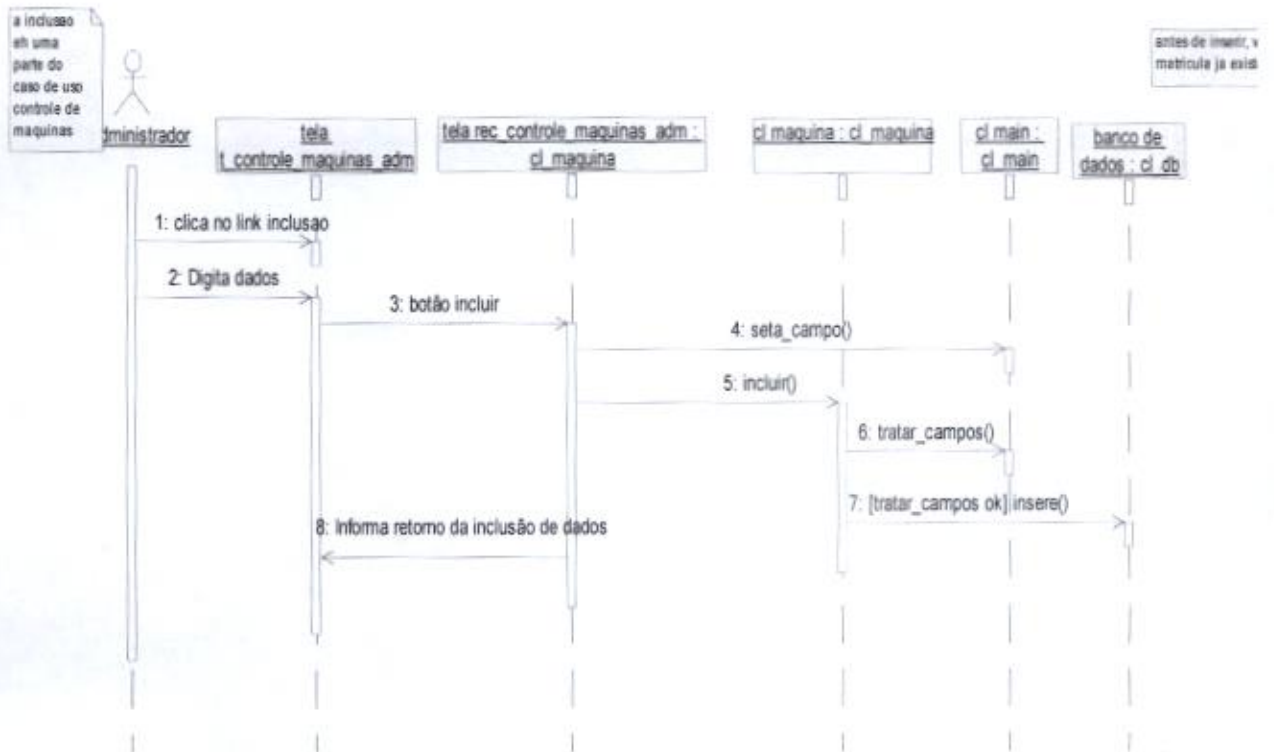 a inclusao
eh uma
parte do
caso de uso
controle de
maquinas
antes de inserir, v
matricula ja exist
dministrador
tela
t_controle_maquinas_adm
tela rec_controle_maquinas_adm :
cl_maquina
cl maquina : cl_maquina
cl main :
cl_main
banco de
dados : cl_db
1: clica no link inclusao
2: Digita dados
3: botão incluir
4: seta_campo()
5: incluir()
6: tratar_campos()
7: [tratar_campos ok] insere()
8: Informa retorno da inclusão de dados